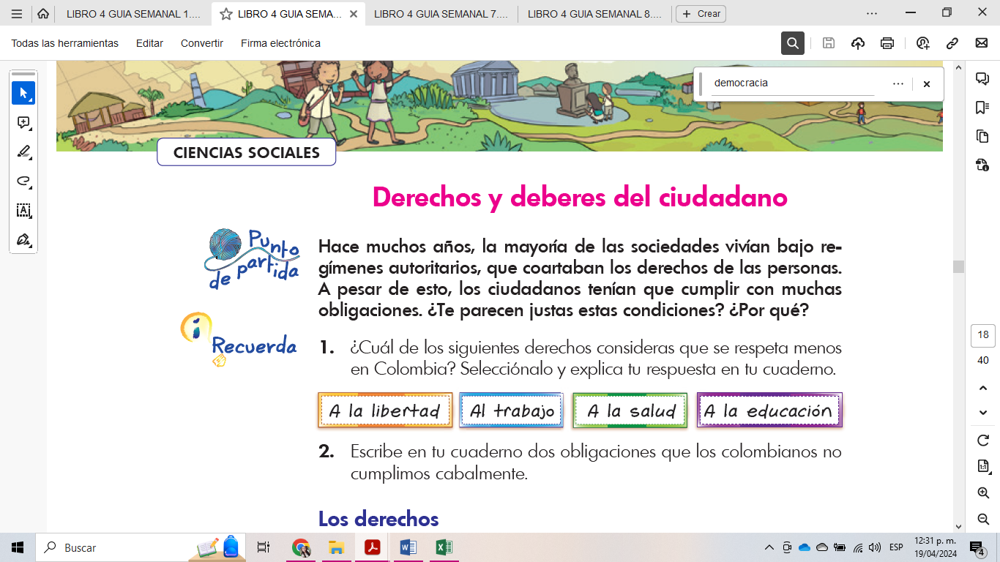 LIBRO 4 GUIA SEMANAL 1....
LIBRO 4 GUIA SEMA...
LIBRO 4 GUIA SEMANAL 7....
LIBRO 4 GUIA SEMANAL 8....
+ Crear
Todas las herramientas
Editar
Convertir
Firma electrónica
democracia
CIENCIAS SOCIALES
Derechos y deberes del ciudadano
Punto
de partida
Hace muchos años, la mayoría de las sociedades vivían bajo re-
gímenes autoritarios, que coartaban los derechos de las personas.
A pesar de esto, los ciudadanos tenían que cumplir con muchas
obligaciones. ¿Te parecen justas estas condiciones? ¿Por qué?
i
Recuerda
1. ¿Cuál de los siguientes derechos consideras que se respeta menos
en Colombia? Selecciónalo y explica tu respuesta en tu cuaderno.
A la libertad
Al trabajo
A la salud
A la educación
2. Escribe en tu cuaderno dos obligaciones que los colombianos no
cumplimos cabalmente.
Los derechos
18
40
1:1
Buscar
ESP
12:31 p. m.
19/04/2024
4